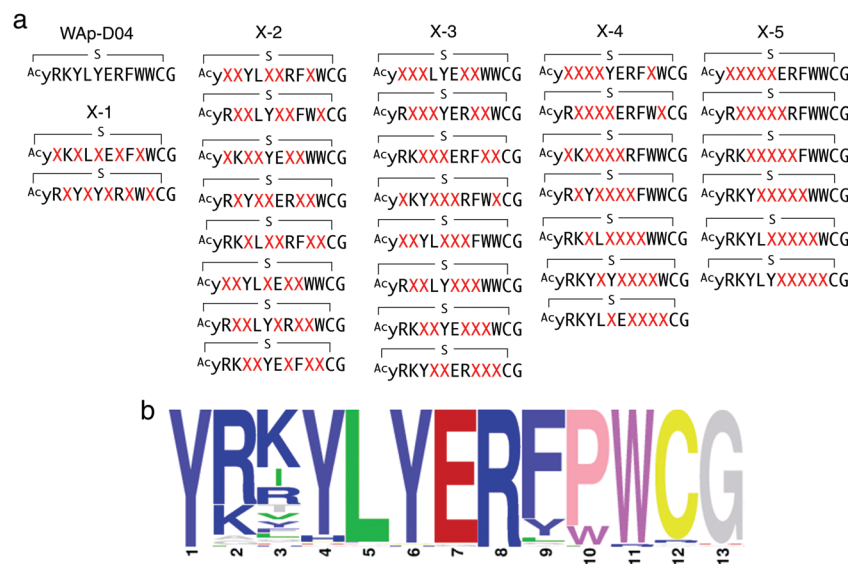 a
WAp-D04
S
AcyRKYLYERFWWCG
X-1
S
AcyXKXLXEXFXWCG
S
AcyRXYXYXRXWXCG
X-2
S
AcyXXYLXXRFXWCG
S
AcyRXXLYXXFWXCG
S
AcyXKXXYEXXWWCG
S
AcyRXYXXERXXWCG
S
AcyRKXLXXRFXXCG
S
AcyXXYLXEXXWWCG
S
AcyRXXLYXRXXWCG
S
AcyRKXXYEXFXXCG
X-3
S
AcyXXXLYEXXWWCG
S
AcyRXXXYERXXWCG
S
AcyRKXXXERFXXCG
S
AcyXKYXXXRFWXCG
S
AcyXXYLXXXFWWCG
S
AcyRXXLYXXXWWCG
S
AcyRKXXYEXXXWCG
S
AcyRKYXXERXXXCG
X-4
S
AcyXXXXYERFXWCG
S
AcyRXXXXERFWXCG
S
AcyXKXXXXRFWWCG
S
AcyRXYXXXXFWWCG
S
AcyRKXLXXXXWWCG
S
AcyRKYXYXXXXWCG
S
AcyRKYLXEXXXXCG
X-5
S
AcyXXXXXERFWWCG
S
AcyRXXXXXRFWWCG
S
AcyRKXXXXXFWWCG
S
AcyRKYXXXXXWWCG
S
AcyRKYLXXXXXWCG
S
AcyRKYLYXXXXXCG
b
YRKYLYERFPWCG
K I R Y W
1 2 3 4 5 6 7 8 9 10 11 12 13